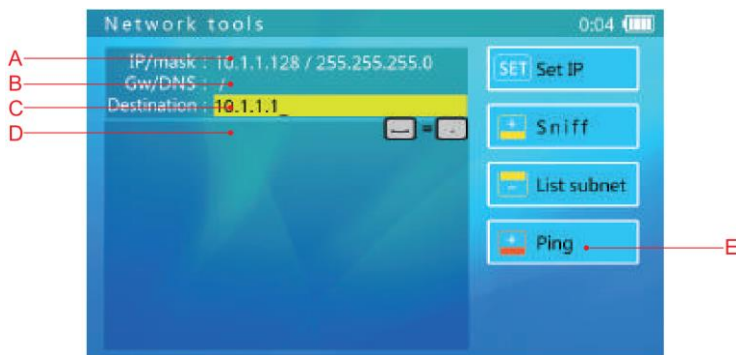 Network tools 0:04
A IP/mask : 10.1.1.128 / 255.255.255.0
B Gw/DNS : /
C Destination : 10.1.1.1_
D =
SET Set IP
+ Sniff
- List subnet
+ Ping E